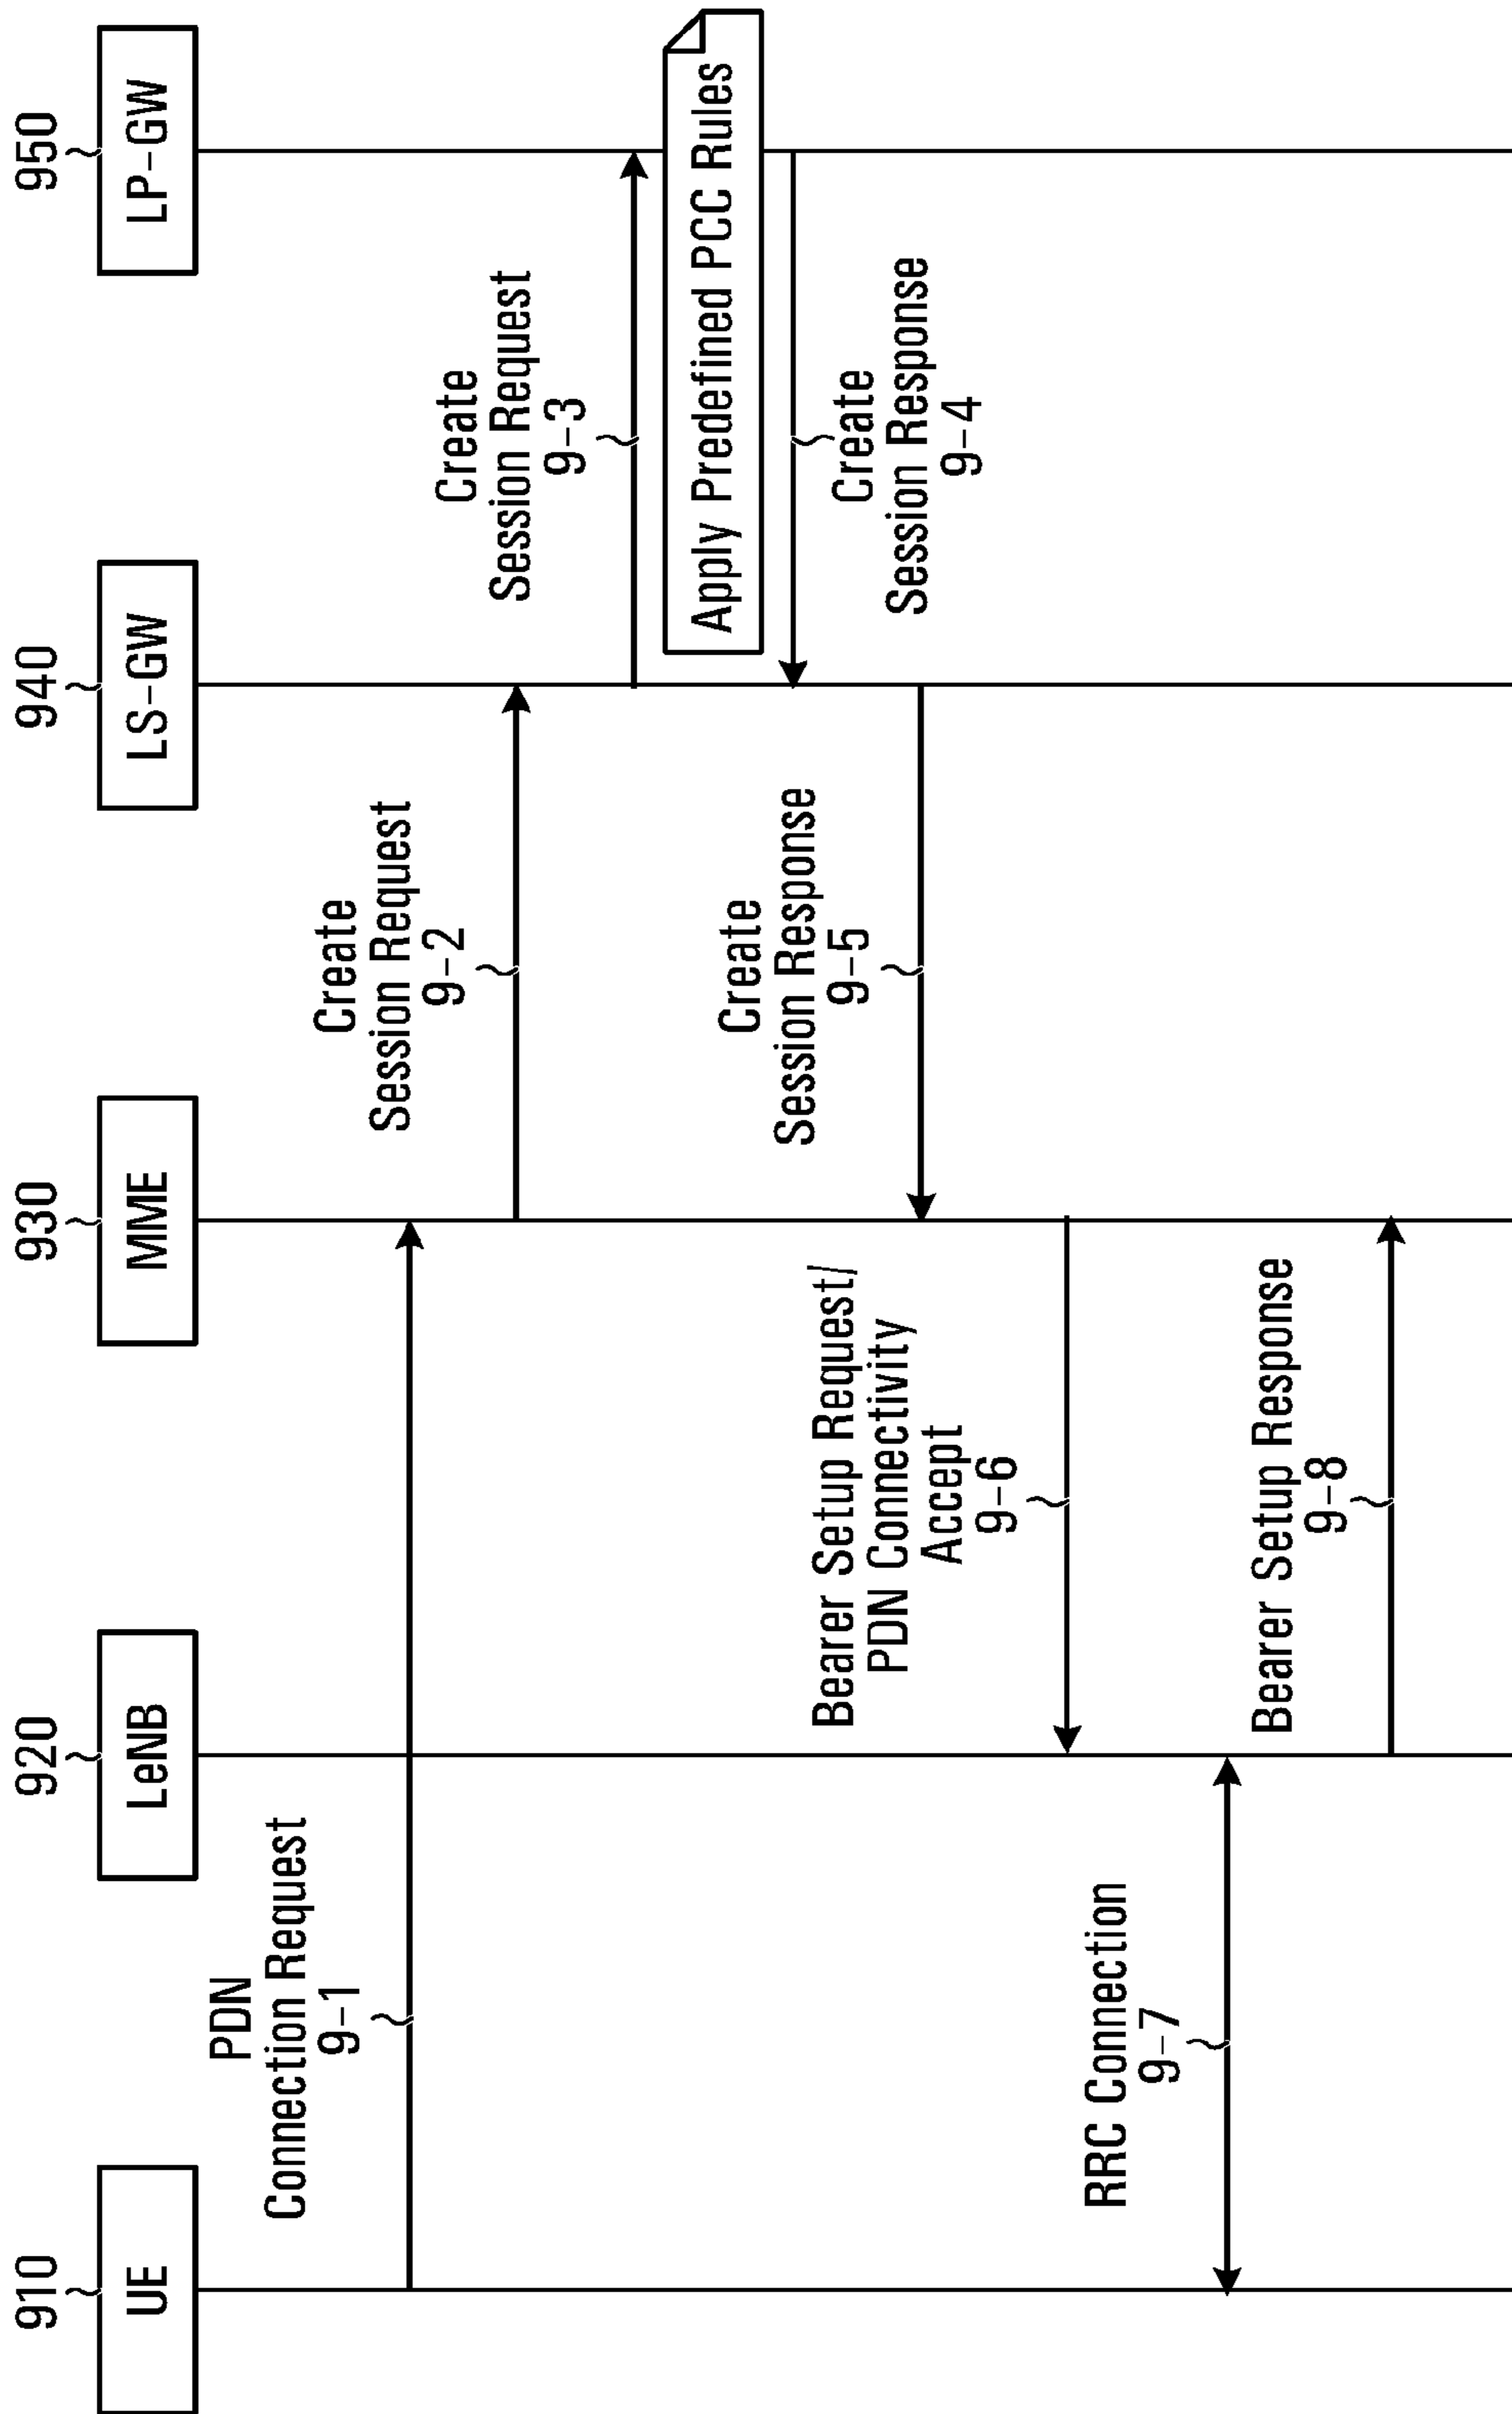 910
920
930
940
950
UE
LeNB
MME
LS-GW
LP-GW
PDN
Connection Request
9-1
Create
Session Request
9-2
Create
Session Request
9-3
Apply Predefined PCC Rules
Create
Session Response
9-4
Create
Session Response
9-5
Bearer Setup Request/
PDN Connectivity
Accept
9-6
RRC Connection
9-7
Bearer Setup Response
9-8